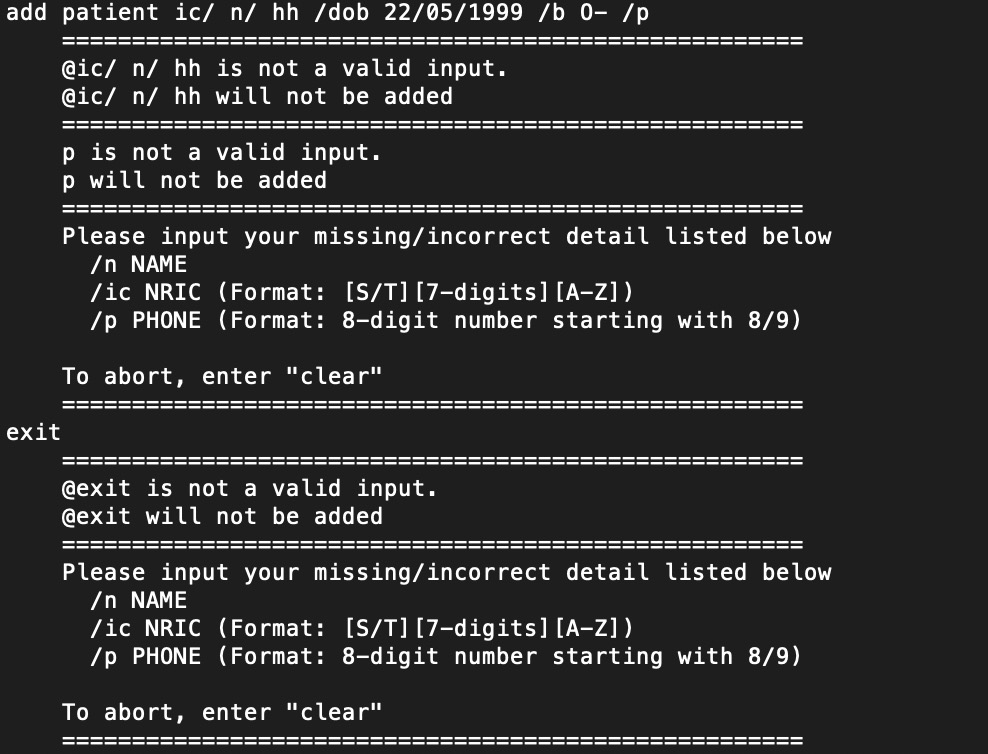 add patient ic/ n/ hh /dob 22/05/1999 /b O- /p
=====================================================
@ic/ n/ hh is not a valid input.
@ic/ n/ hh will not be added
=====================================================
p is not a valid input.
p will not be added
=====================================================
Please input your missing/incorrect detail listed below
/n NAME
/ic NRIC (Format: [S/T][7-digits][A-Z])
/p PHONE (Format: 8-digit number starting with 8/9)
To abort, enter "clear"
=====================================================
exit
=====================================================
@exit is not a valid input.
@exit will not be added
=====================================================
Please input your missing/incorrect detail listed below
/n NAME
/ic NRIC (Format: [S/T][7-digits][A-Z])
/p PHONE (Format: 8-digit number starting with 8/9)
To abort, enter "clear"
=====================================================